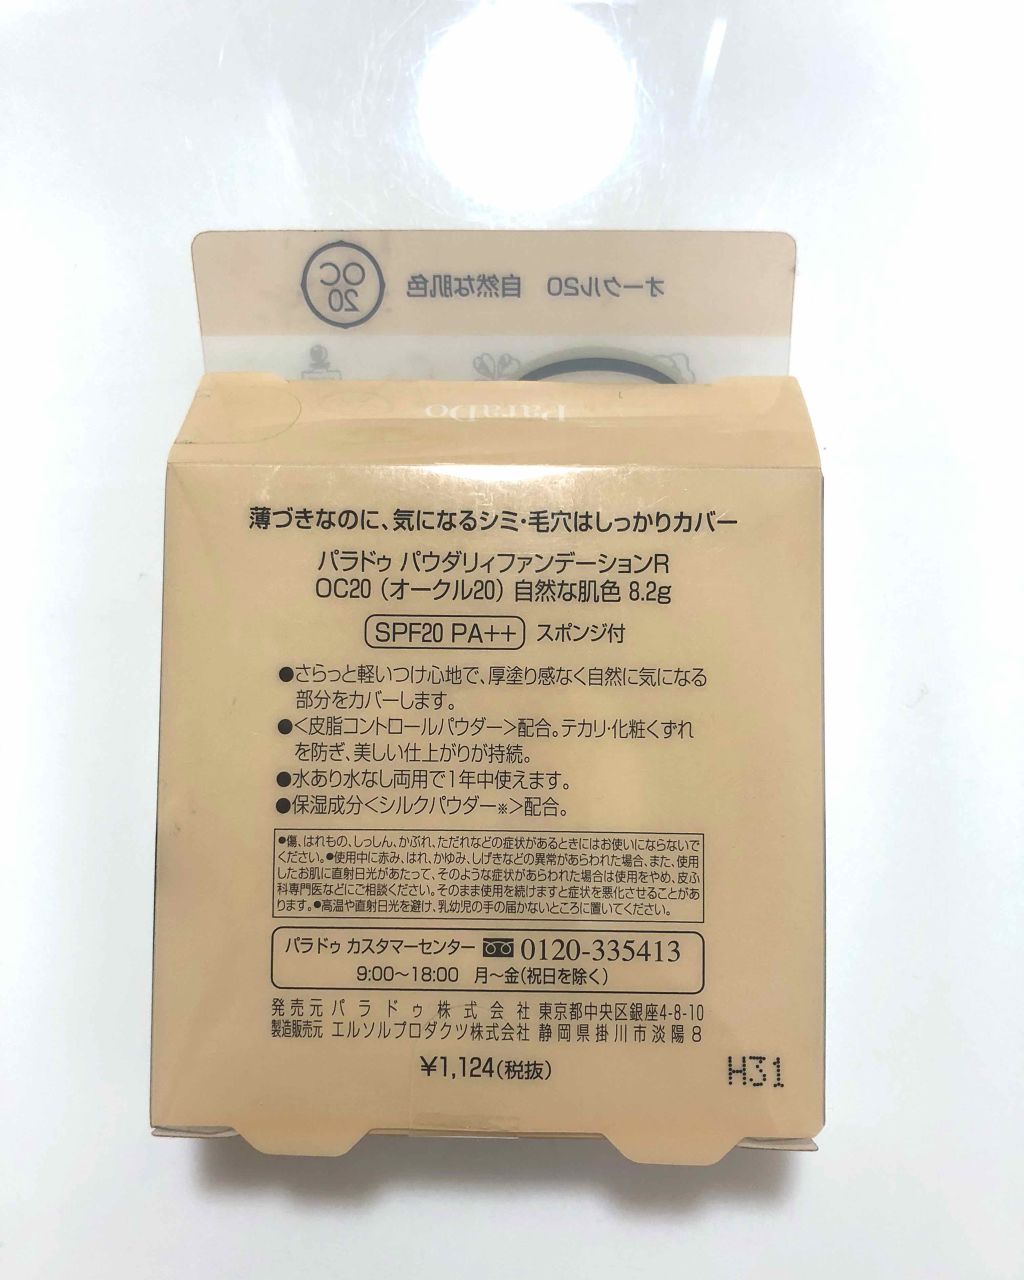 OC
20
オークル20 自然な肌色
ParaDo
薄づきなのに、気になるシミ・毛穴はしっかりカバー
パラドゥ パウダリィファンデーションR
OC20（オークル20）自然な肌色 8.2g
SPF20 PA++ スポンジ付
●さらっと軽いつけ心地で、厚塗り感なく自然に気になる
部分をカバーします。
●＜皮脂コントロールパウダー＞配合。テカリ・化粧くずれ
を防ぎ、美しい仕上がりが持続。
●水あり水なし両用で1年中使えます。
●保湿成分＜シルクパウダー※＞配合。
●傷、はれもの、しっしん、かぶれ、ただれなどの症状があるときにはお使いにならないで
ください。●使用中に赤み、はれ、かゆみ、しげきなどの異常があらわれた場合、また、使用
したお肌に直射日光があたって、そのような症状があらわれた場合は使用をやめ、皮ふ
科専門医などにご相談ください。そのまま使用を続けますと症状を悪化させることがあ
ります。●高温や直射日光を避け、乳幼児の手の届かないところに置いてください。
パラドゥ カスタマーセンター 0120-335413
9:00〜18:00 月〜金（祝日を除く）
発売元 パラドゥ株式会社 東京都中央区銀座4-8-10
製造販売元 エルソルプロダクツ株式会社 静岡県掛川市淡陽8
¥1,124（税抜）
H31